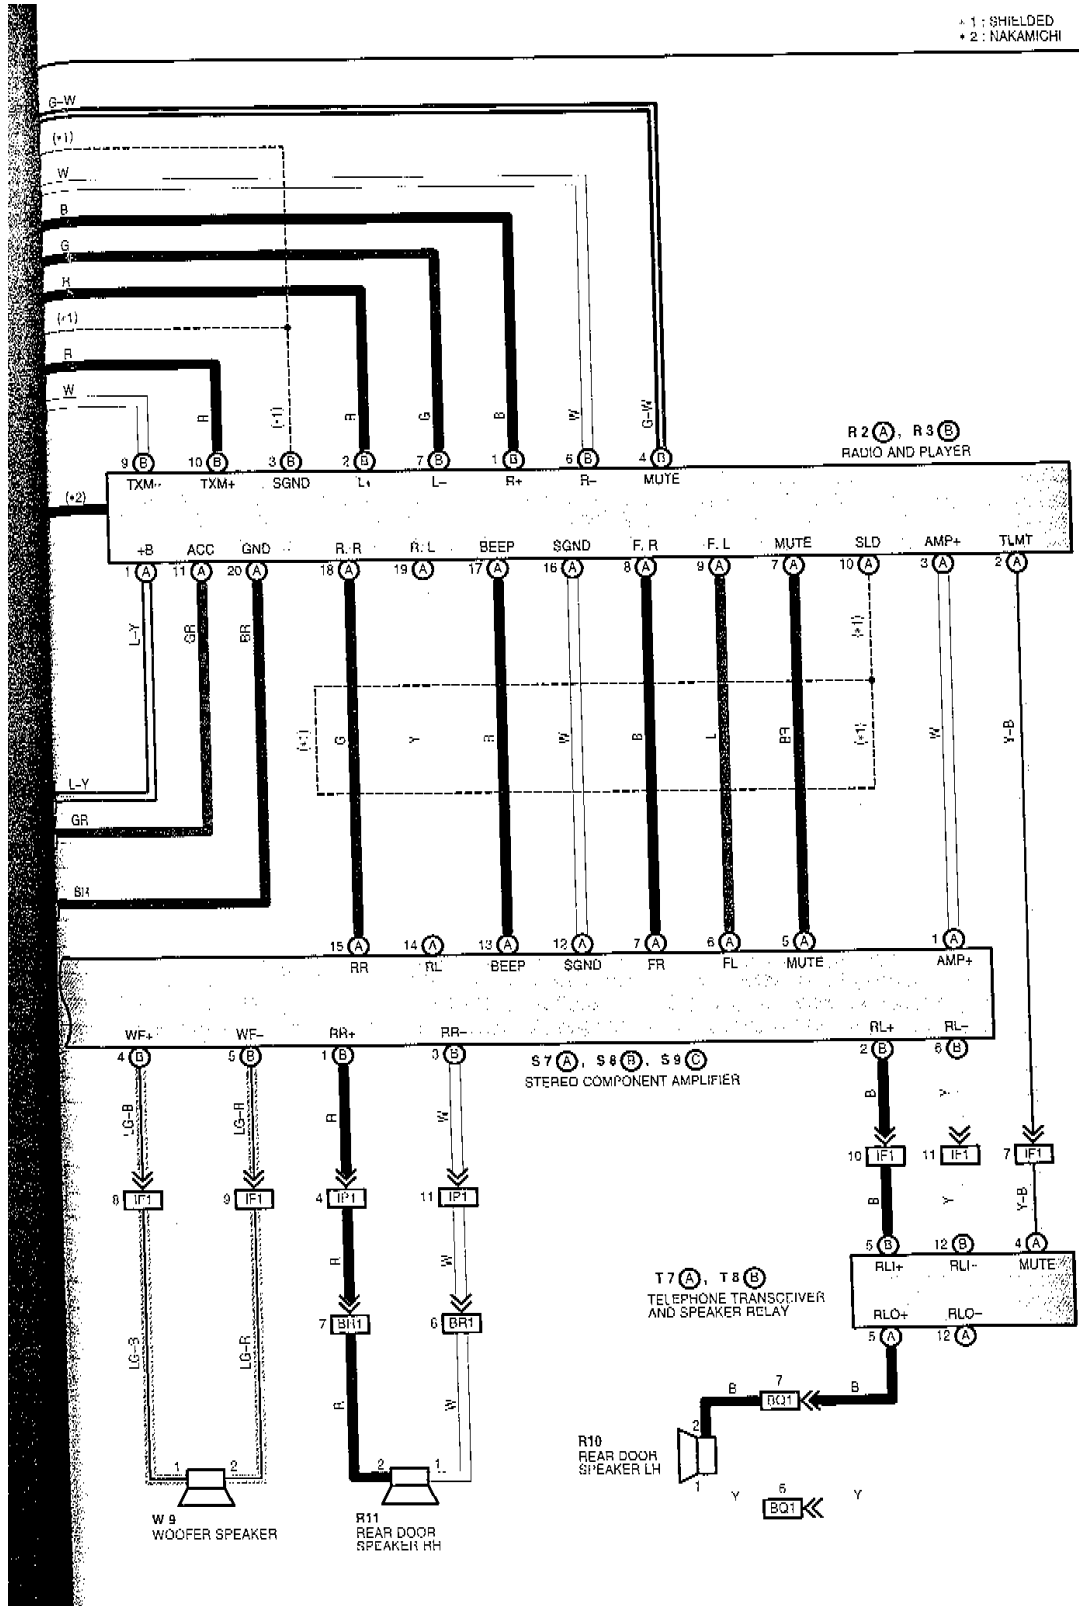 * 1 : SHIELDED
* 2 : NAKAMICHI
G-W
(*1)
W
B
G
R
(*1)
R
W
R
(*1)
R
G
B
W
G-W
R2 (A), R3 (B)
RADIO AND PLAYER
9 (B) 10 (B) 3 (B) 2 (B) 7 (B) 1 (B) 6 (B) 4 (B)
TXM- TXM+ SGND L+ L- R+ R- MUTE
(*2)
+B ACC GND R. R R. L BEEP SGND F. R F. L MUTE SLD AMP+ TLMT
1 (A) 11 (A) 20 (A) 18 (A) 19 (A) 17 (A) 16 (A) 8 (A) 9 (A) 7 (A) 10 (A) 3 (A) 2 (A)
L-Y GR BR (*1)
(*1) G Y R W B L BR (*1) W Y-B
L-Y
GR
BR
15 (A) 14 (A) 13 (A) 12 (A) 7 (A) 6 (A) 5 (A) 1 (A)
RR RL BEEP SGND FR FL MUTE AMP+
WF+ WF- RR+ RR- RL+ RL-
4 (B) 5 (B) 1 (B) 3 (B) 2 (B) 6 (B)
S7 (A), S8 (B), S9 (C)
STEREO COMPONENT AMPLIFIER
LG-B LG-R R W B Y
10 IF1 11 IF1 7 IF1
8 IF1 9 IF1 4 IP1 11 IP1
B Y Y-B
R W
5 (B) 12 (B) 4 (A)
RLI+ RLI- MUTE
T7 (A), T8 (B)
TELEPHONE TRANSCEIVER
AND SPEAKER RELAY
RLO+ RLO-
5 (A) 12 (A)
7 BR1 6 BR1
LG-B LG-R R W
B 7 BQ1 B
R10
REAR DOOR
SPEAKER LH
2
1
Y 6 BQ1 Y
1 2
2 1
W9
WOOFER SPEAKER
R11
REAR DOOR
SPEAKER RH